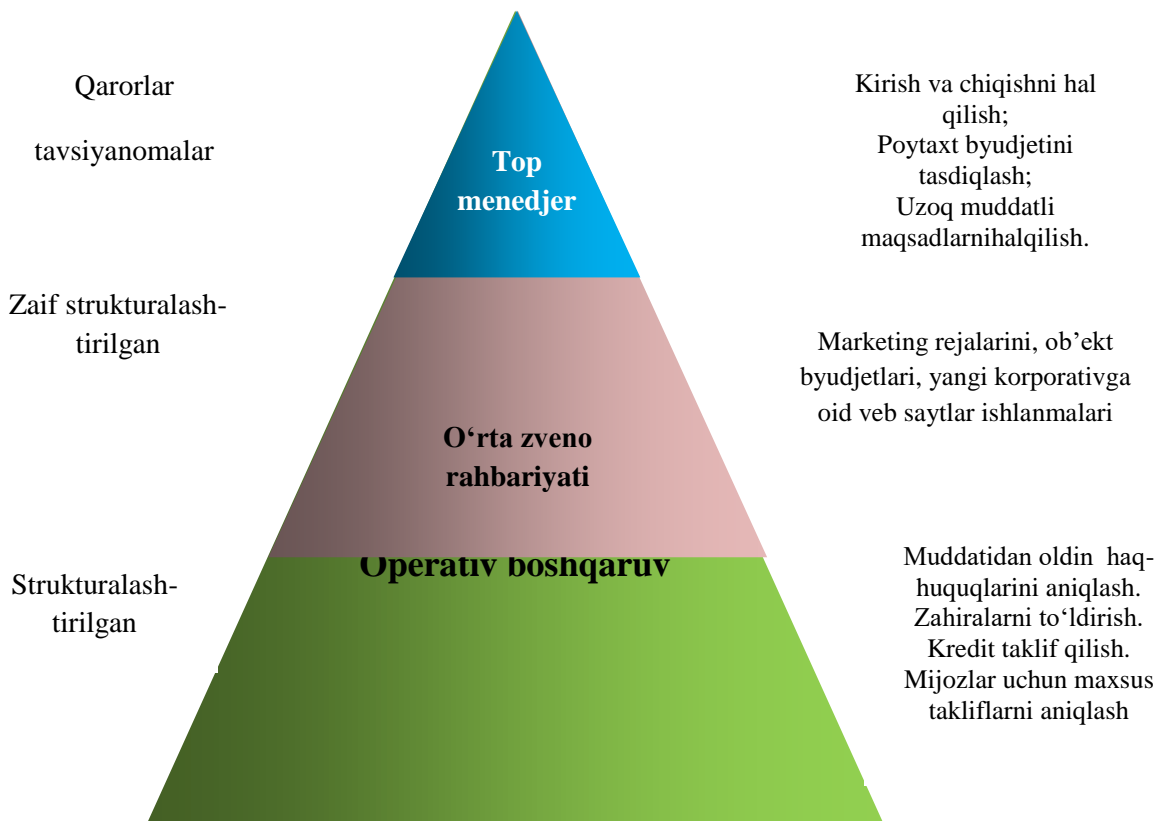 Qarorlar
tavsiyanomalar
Top
menedjer
Kirish va chiqishni hal
qilish;
Poytaxt byudjetini
tasdiqlash;
Uzoq muddatli
maqsadlarnihalqilish.
Zaif strukturalash-
tirilgan
O‘rta zveno
rahbariyati
Marketing rejalarini, ob’ekt
byudjetlari, yangi korporativga
oid veb saytlar ishlanmalari
Strukturalash-
tirilgan
Operativ boshqaruv
Muddatidan oldin  haq-
huquqlarini aniqlash.
Zahiralarni to‘ldirish.
Kredit taklif qilish.
Mijozlar uchun maxsus
takliflarni aniqlash